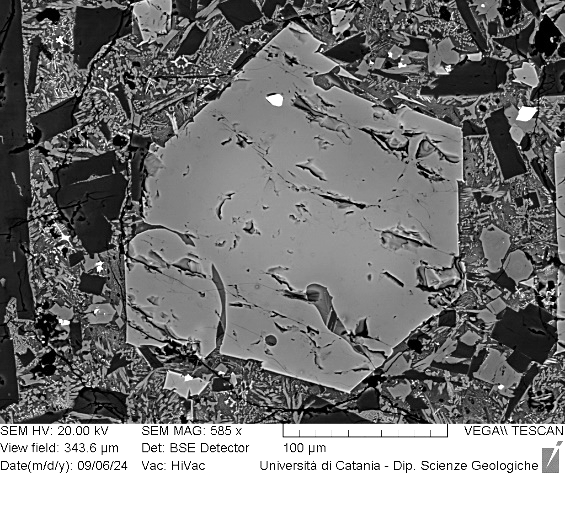 SEM HV: 20.00 kV SEM MAG: 585 x VEGA\\ TESCAN
View field: 343.6 µm Det: BSE Detector 100 µm
Date(m/d/y): 09/06/24 Vac: HiVac Universitá di Catania - Dip. Scienze Geologiche